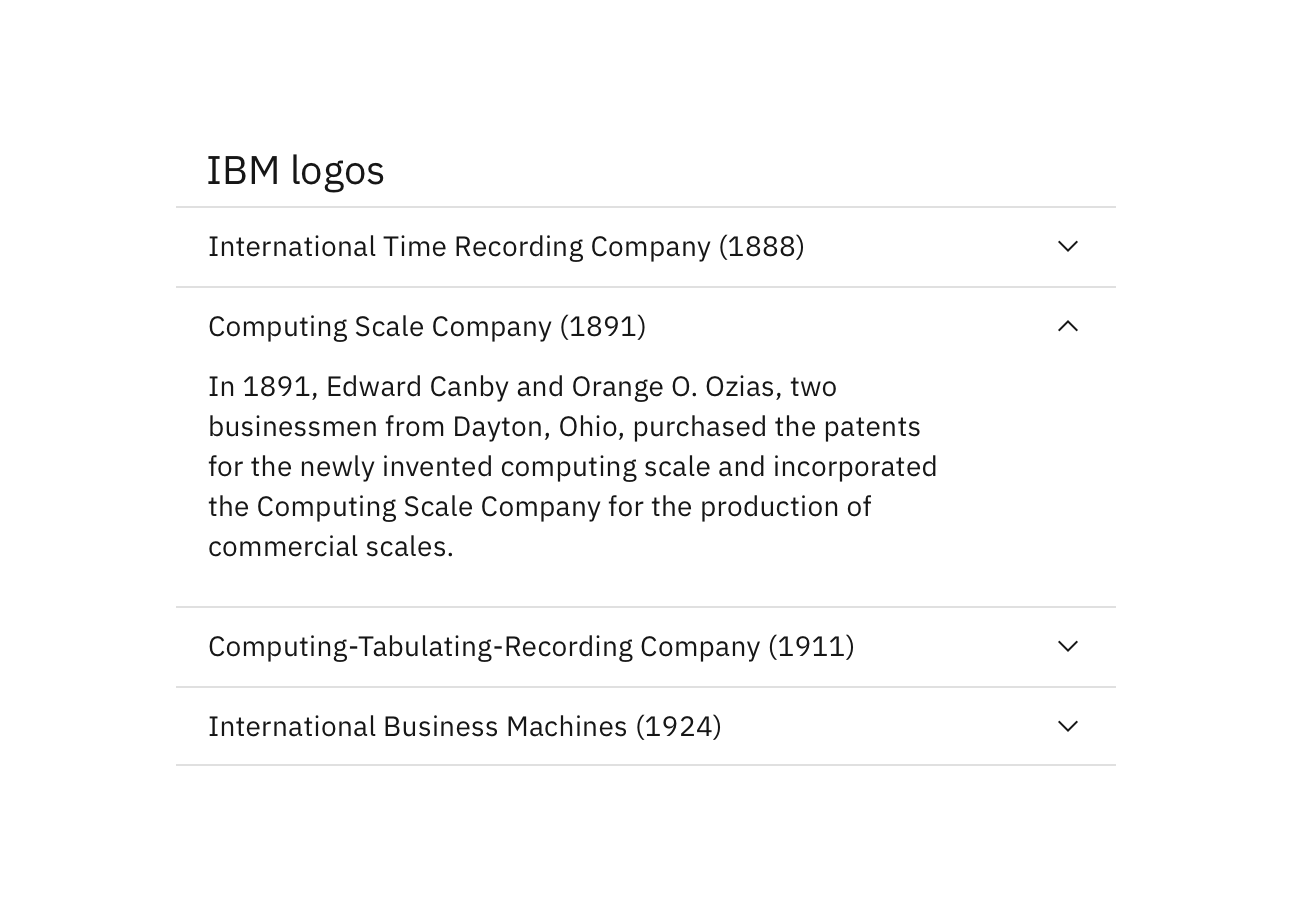 IBM logos
International Time Recording Company (1888)
Computing Scale Company (1891)
In 1891, Edward Canby and Orange O. Ozias, two
businessmen from Dayton, Ohio, purchased the patents
for the newly invented computing scale and incorporated
the Computing Scale Company for the production of
commercial scales.
Computing-Tabulating-Recording Company (1911)
International Business Machines (1924)